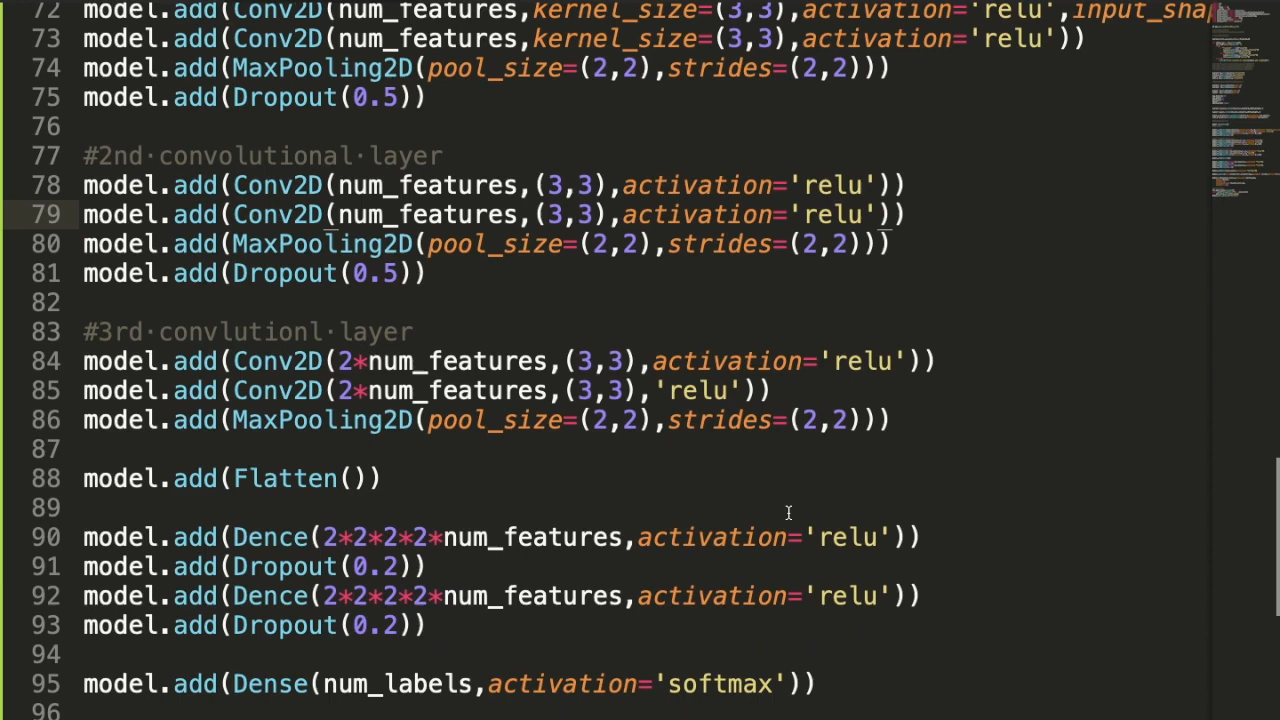 72 model.add(Conv2D(num_features,kernel_size=(3,3),activation='relu',input_sha
73 model.add(Conv2D(num_features,kernel_size=(3,3),activation='relu'))
74 model.add(MaxPooling2D(pool_size=(2,2),strides=(2,2)))
75 model.add(Dropout(0.5))
76
77 #2nd·convolutional·layer
78 model.add(Conv2D(num_features,(3,3),activation='relu'))
79 model.add(Conv2D(num_features,(3,3),activation='relu'))
80 model.add(MaxPooling2D(pool_size=(2,2),strides=(2,2)))
81 model.add(Dropout(0.5))
82
83 #3rd·convlutionl·layer
84 model.add(Conv2D(2*num_features,(3,3),activation='relu'))
85 model.add(Conv2D(2*num_features,(3,3),'relu'))
86 model.add(MaxPooling2D(pool_size=(2,2),strides=(2,2)))
87
88 model.add(Flatten())
89
90 model.add(Dence(2*2*2*2*num_features,activation='relu'))
91 model.add(Dropout(0.2))
92 model.add(Dence(2*2*2*2*num_features,activation='relu'))
93 model.add(Dropout(0.2))
94
95 model.add(Dense(num_labels,activation='softmax'))
96